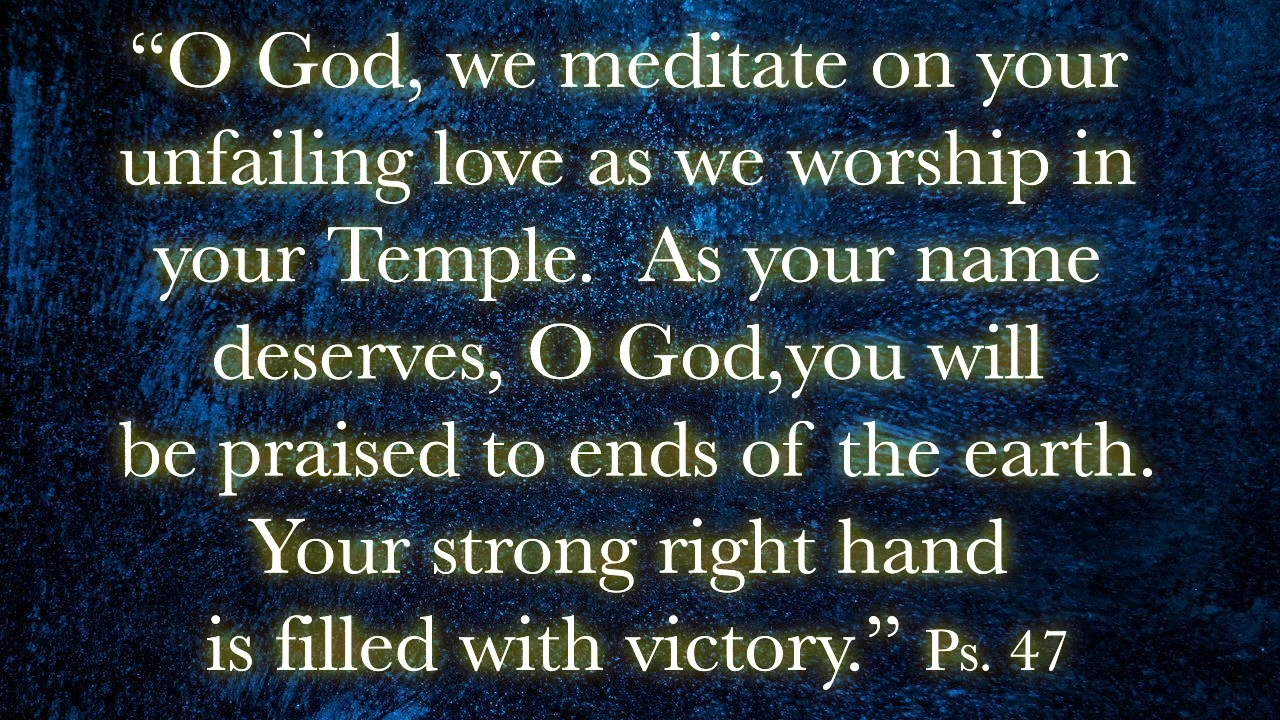 “O God, we meditate on your
unfailing love as we worship in
your Temple.  As your name
deserves, O God,you will
be praised to ends of the earth.
Your strong right hand
is filled with victory.” Ps. 47